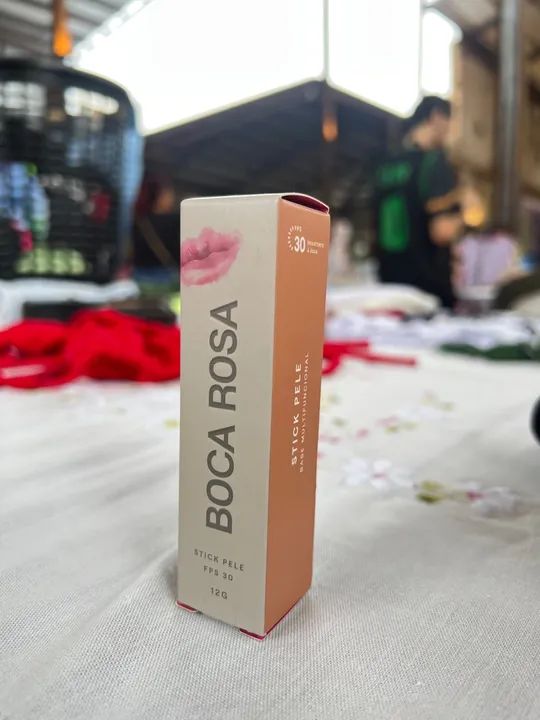 BOCA ROSA
STICK PELE
FPS 30
12G
FPS
30
STICK PELE
BASE MULTIFUNCIONAL